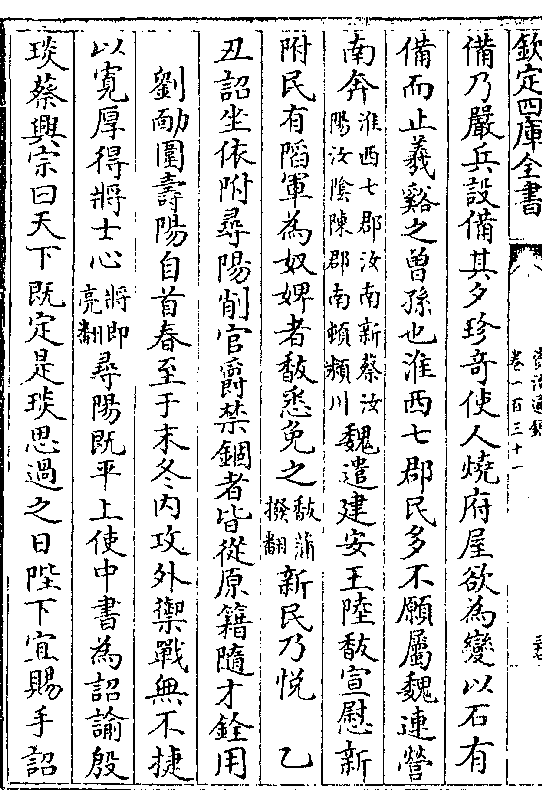 欽定四庫全書
資治通鑑
卷一百三十二
備乃嚴兵設備其夕珍奇使人燒府屋欲為變以石有
備而止羲谿之曾孫也淮西七郡民多不願屬魏連營
南奔淮西七郡汝南新蔡汝
陽汝隂陳郡南頓潁川魏遣建安王陸馛宣慰新
附民有䧟軍為奴婢者馛悉免之馛蒲
撥翻新民乃悦　乙
丑詔坐依附尋陽削官爵禁錮者皆從原籍隨才銓用
劉勔圍壽陽自首春至于末冬内攻外禦戰無不捷
以寛厚得將士心將即
亮翻尋陽既平上使中書為詔諭殷
琰蔡興宗曰天下既定是琰思過之日陛下宜賜手詔